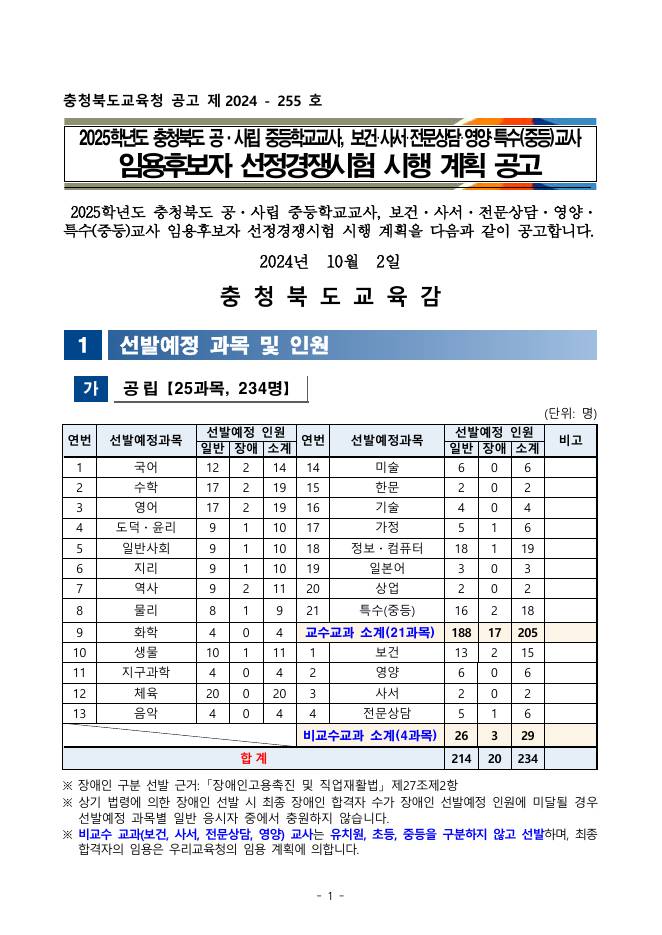 충청북도교육청 공고 제2024 - 255 호
2025학년도 충청북도 공·사립 중등학교교사, 보건·사서·전문상담·영양·특수(중등)교사
임용후보자 선정경쟁시험 시행 계획 공고
2025학년도 충청북도 공·사립 중등학교교사, 보건·사서·전문상담·영양·
특수(중등)교사 임용후보자 선정경쟁시험 시행 계획을 다음과 같이 공고합니다.
2024년 10월 2일
충 청 북 도 교 육 감
1 선발예정 과목 및 인원
가 공 립 【25과목, 234명】
(단위: 명)
연번 선발예정과목 선발예정 인원 연번 선발예정과목 선발예정 인원 비고
일반 장애 소계 일반 장애 소계
1 국어 12 2 14 14 미술 6 0 6
2 수학 17 2 19 15 한문 2 0 2
3 영어 17 2 19 16 기술 4 0 4
4 도덕·윤리 9 1 10 17 가정 5 1 6
5 일반사회 9 1 10 18 정보·컴퓨터 18 1 19
6 지리 9 1 10 19 일본어 3 0 3
7 역사 9 2 11 20 상업 2 0 2
8 물리 8 1 9 21 특수(중등) 16 2 18
9 화학 4 0 4 교수교과 소계(21과목) 188 17 205
10 생물 10 1 11 1 보건 13 2 15
11 지구과학 4 0 4 2 영양 6 0 6
12 체육 20 0 20 3 사서 2 0 2
13 음악 4 0 4 4 전문상담 5 1 6
비교수교과 소계(4과목) 26 3 29
합 계 214 20 234
※ 장애인 구분 선발 근거:「장애인고용촉진 및 직업재활법」제27조제2항
※ 상기 법령에 의한 장애인 선발 시 최종 장애인 합격자 수가 장애인 선발예정 인원에 미달될 경우
선발예정 과목별 일반 응시자 중에서 충원하지 않습니다.
※ 비교수 교과(보건, 사서, 전문상담, 영양) 교사는 유치원, 초등, 중등을 구분하지 않고 선발하며, 최종
합격자의 임용은 우리교육청의 임용 계획에 의합니다.
- 1 -